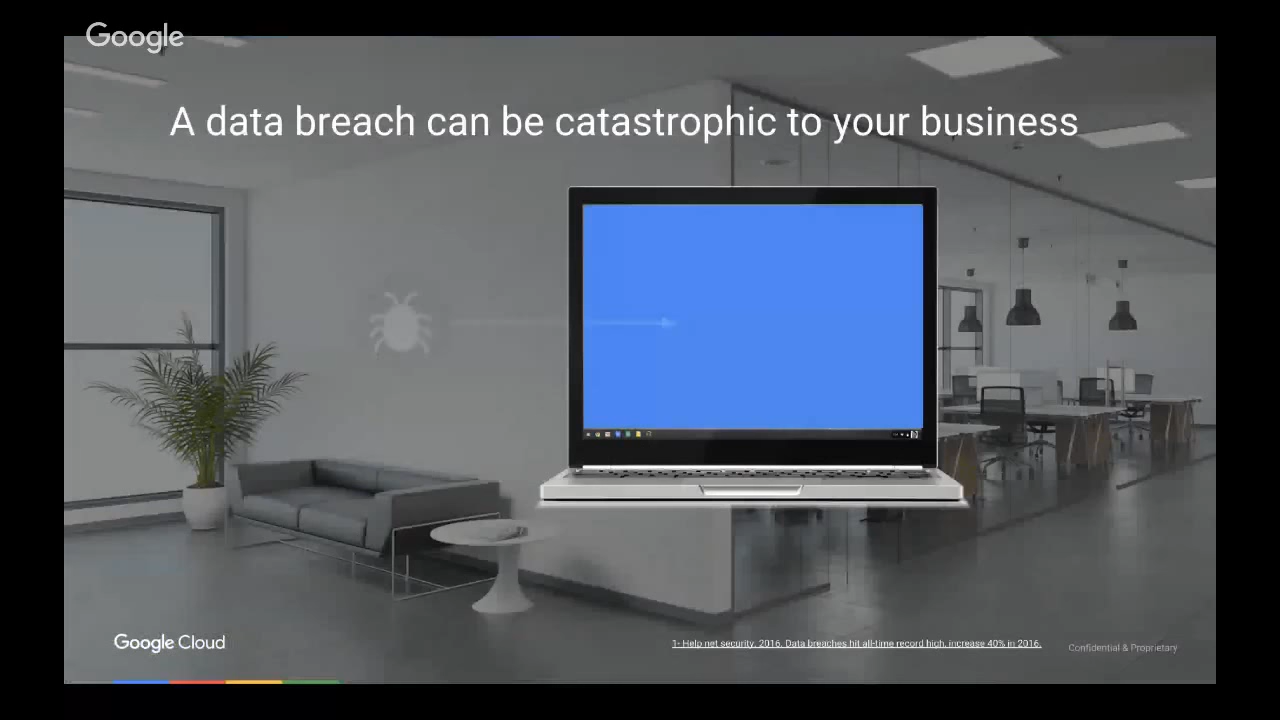 Google
A data breach can be catastrophic to your business
Google Cloud
1- Help net security. 2016. Data breaches hit all-time record high, increase 40% in 2016.
Confidential & Proprietary